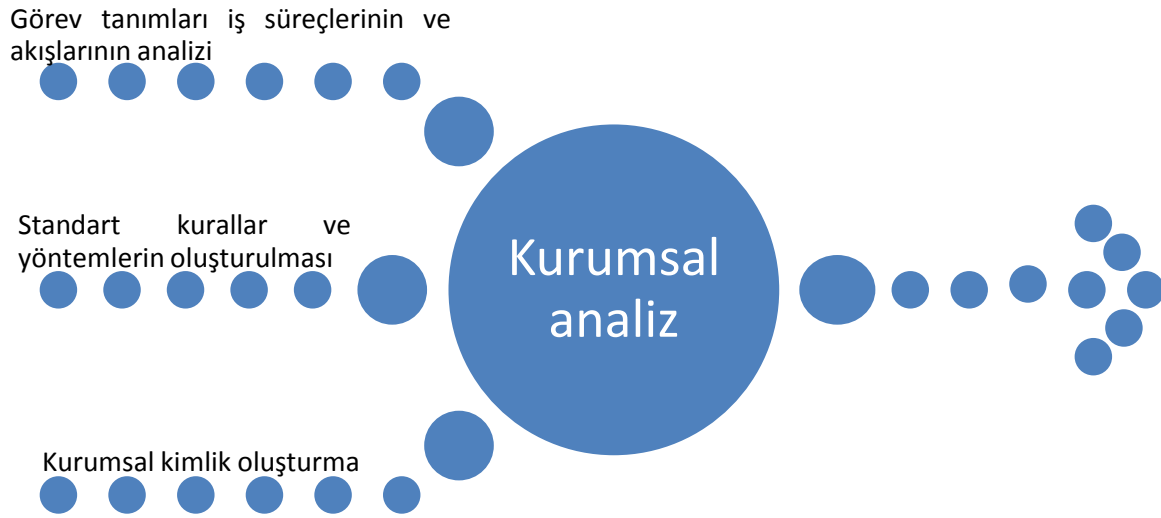 Görev tanımları iş süreçlerinin ve
akışlarının analizi
Standart kurallar ve
yöntemlerin oluşturulması
Kurumsal
analiz
Kurumsal kimlik oluşturma